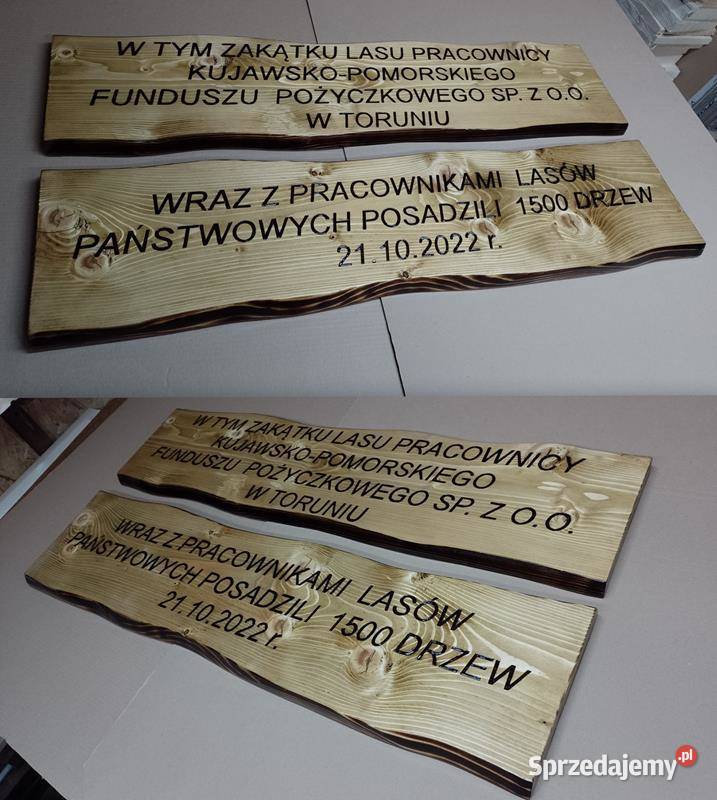 W TYM ZAKĄTKU LASU PRACOWNICY
KUJAWSKO-POMORSKIEGO
FUNDUSZU POŻYCZKOWEGO SP. Z O.O.
W TORUNIU
WRAZ Z PRACOWNIKAMI LASÓW
PAŃSTWOWYCH POSADZILI 1500 DRZEW
21.10.2022 r.
W TYM ZAKĄTKU LASU PRACOWNICY
KUJAWSKO-POMORSKIEGO
FUNDUSZU POŻYCZKOWEGO SP. Z O.O.
W TORUNIU
WRAZ Z PRACOWNIKAMI LASÓW
PAŃSTWOWYCH POSADZILI 1500 DRZEW
21.10.2022 r.
Sprzedajemy.pl